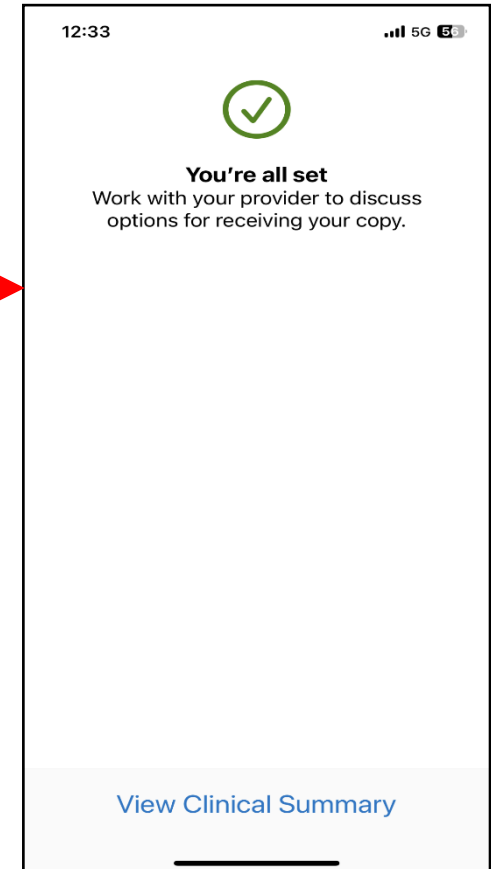 12:33
5G 56
You're all set
Work with your provider to discuss
options for receiving your copy.
View Clinical Summary